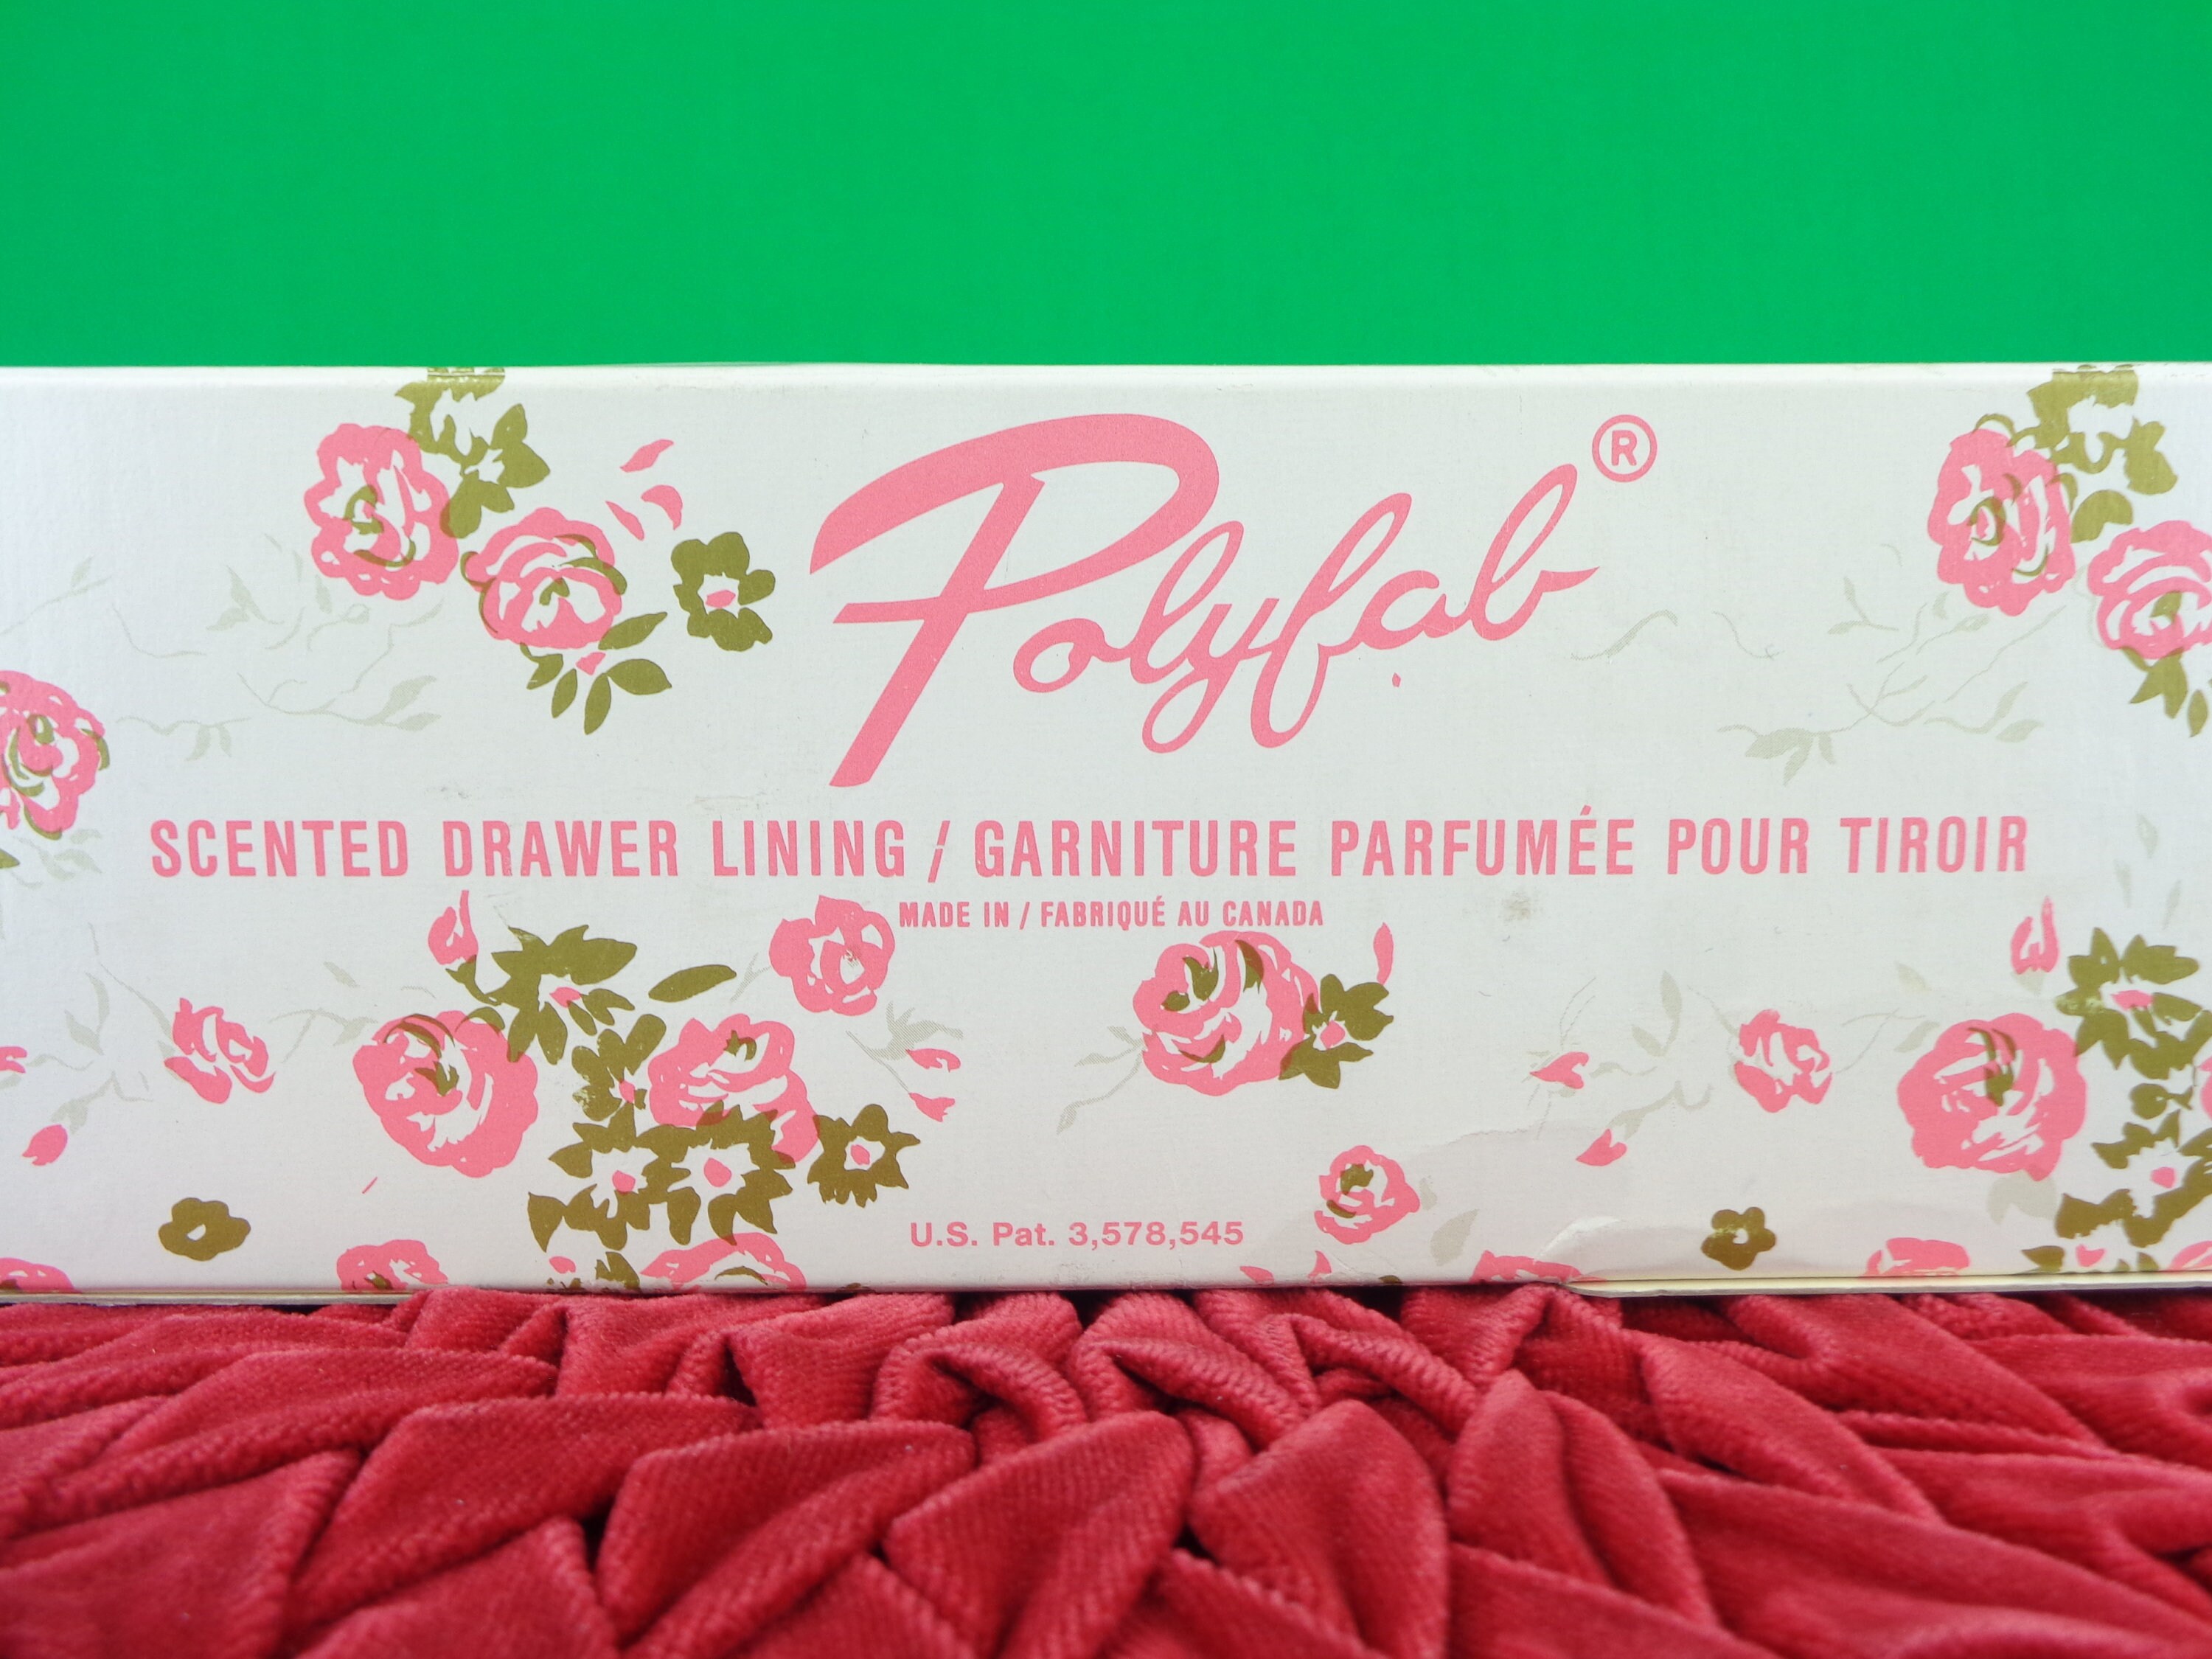 Polyfab®
SCENTED DRAWER LINING / GARNITURE PARFUMÉE POUR TIROIR
MADE IN / FABRIQUÉ AU CANADA
U.S. Pat. 3,578,545